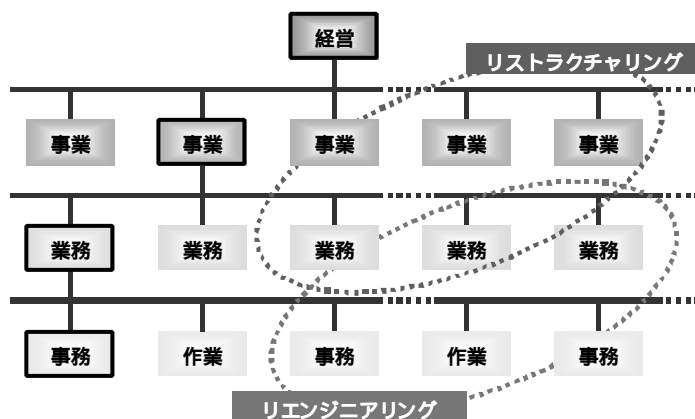 経営
リストラクチャリング
事業 事業 事業 事業 事業
業務 業務 業務 業務 業務
事務 作業 事務 作業 事務
リエンジニアリング